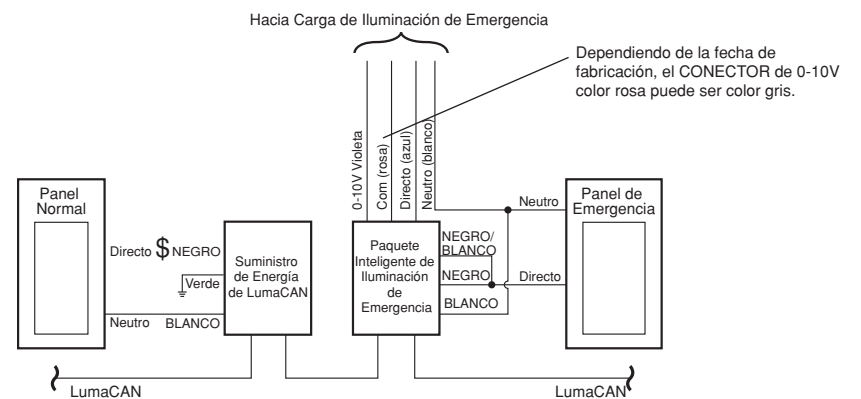 Hacia Carga de Iluminación de Emergencia
Dependiendo de la fecha de
fabricación, el CONECTOR de 0-10V
color rosa puede ser color gris.
0-10V Violeta
Com (rosa)
Directo (azul)
Neutro (blanco)
Panel
Normal
Directo $ NEGRO
Verde
Neutro BLANCO
Suministro
de Energía
de LumaCAN
Paquete
Inteligente de
Iluminación
de
Emergencia
NEGRO/
BLANCO
NEGRO
BLANCO
Neutro
Directo
Panel de
Emergencia
LumaCAN
LumaCAN